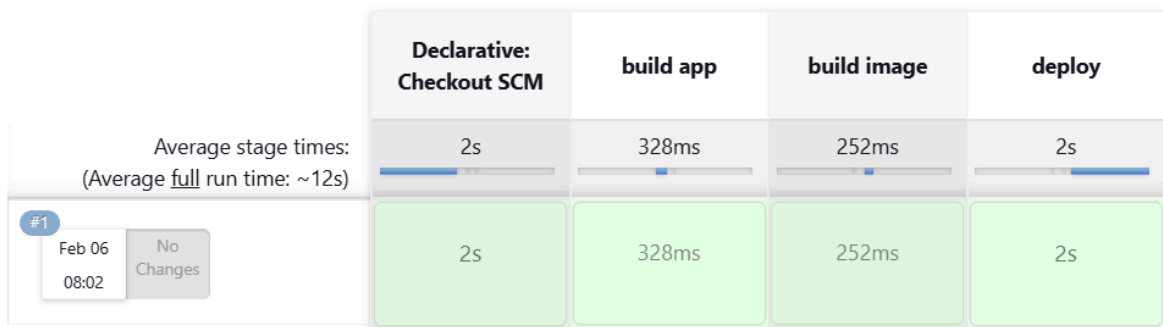 Declarative:
Checkout SCM
build app
build image
deploy
Average stage times:
(Average full run time: ~12s)
2s
328ms
252ms
2s
#1
Feb 06
08:02
No
Changes
2s
328ms
252ms
2s